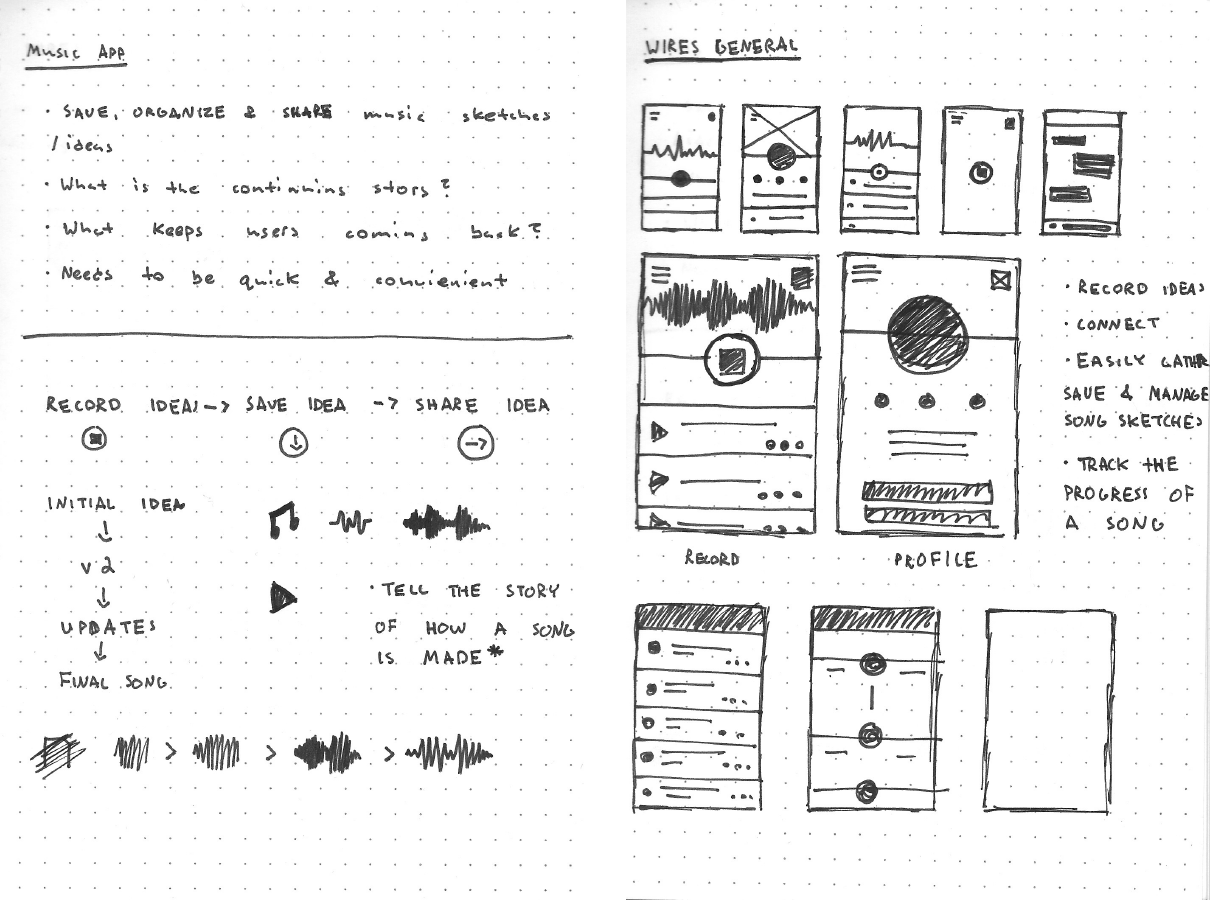 Music App
· SAVE, ORGANIZE & SHARE music sketches
/ ideas
· What is the continuing story?
· What keeps users coming back?
· Needs to be quick & convienient
RECORD IDEAS -> SAVE IDEA -> SHARE IDEA
INITIAL IDEA
↓
v2
↓
UPDATES
↓
FINAL SONG
· TELL THE STORY
OF HOW A SONG
IS MADE*
WIRES GENERAL
· RECORD IDEAS
· CONNECT
· EASILY GATHER
SAVE & MANAGE
SONG SKETCHES
· TRACK THE
PROGRESS OF
A SONG
RECORD
PROFILE